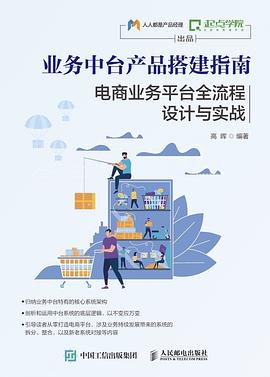 人人都是产品经理
起点学院
出品
业务中台产品搭建指南
电商业务平台全流程
设计与实战
高晖 编著
归纳业务中台特有的核心系统架构
剖析和运用中台系统的底层逻辑，以不变应万变
引导读者从零打造电商平台、涉及业务持续发展带来的系统的
拆分、整合，以及新老系统对接等内容
中国工信出版集团
人民邮电出版社
POSTS & TELECOM PRESS